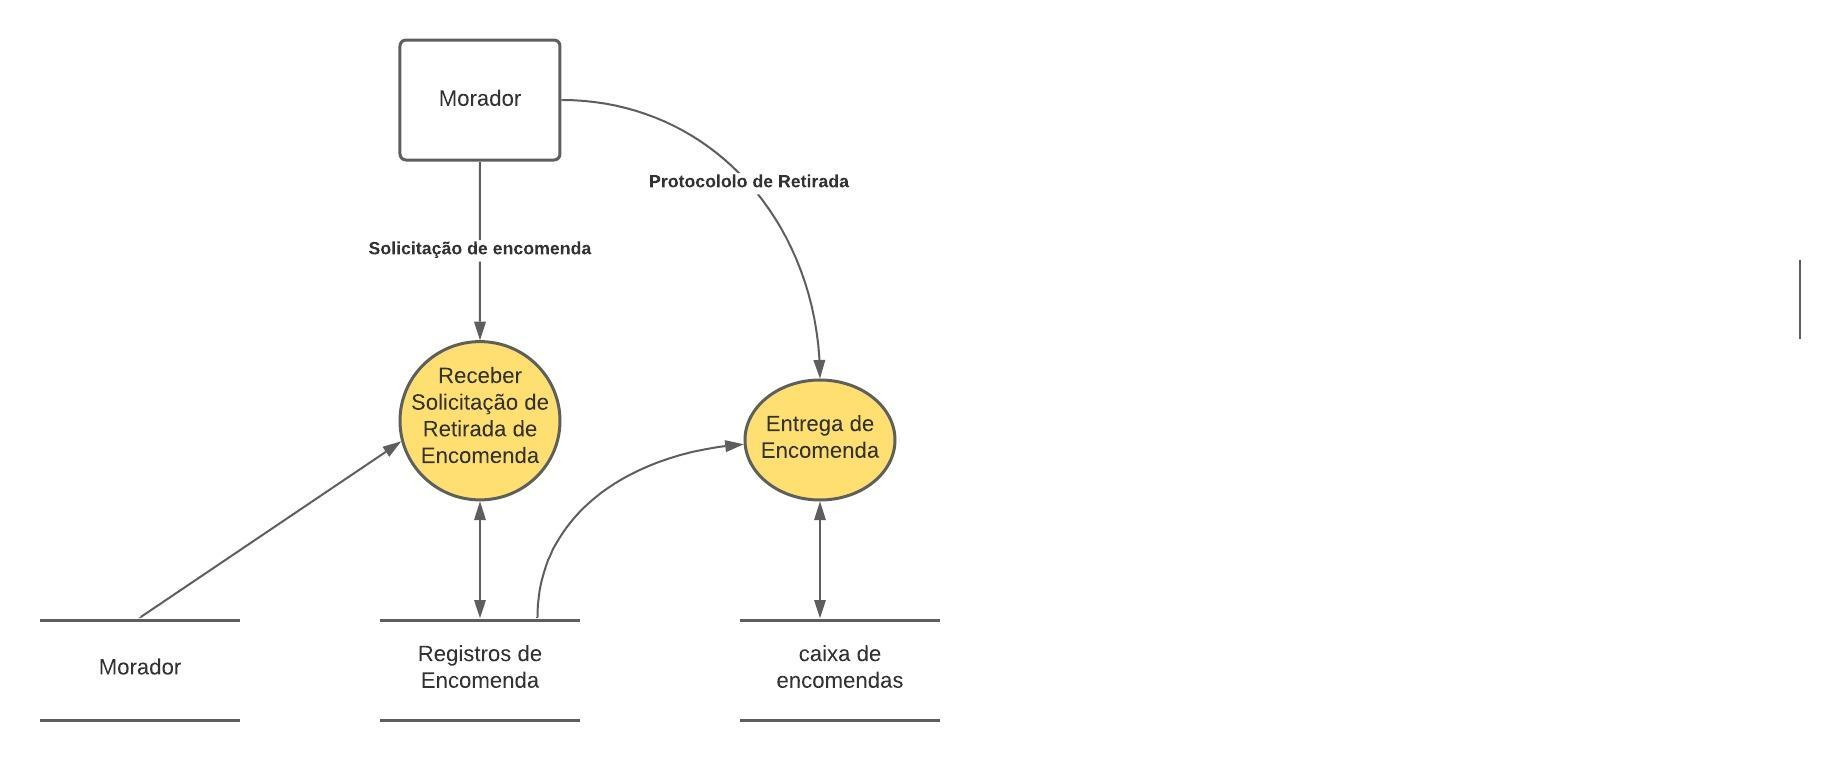 Morador
Protocololo de Retirada
Solicitação de encomenda
Receber
Solicitação de
Retirada de
Encomenda
Entrega de
Encomenda
Morador
Registros de
Encomenda
caixa de
encomendas